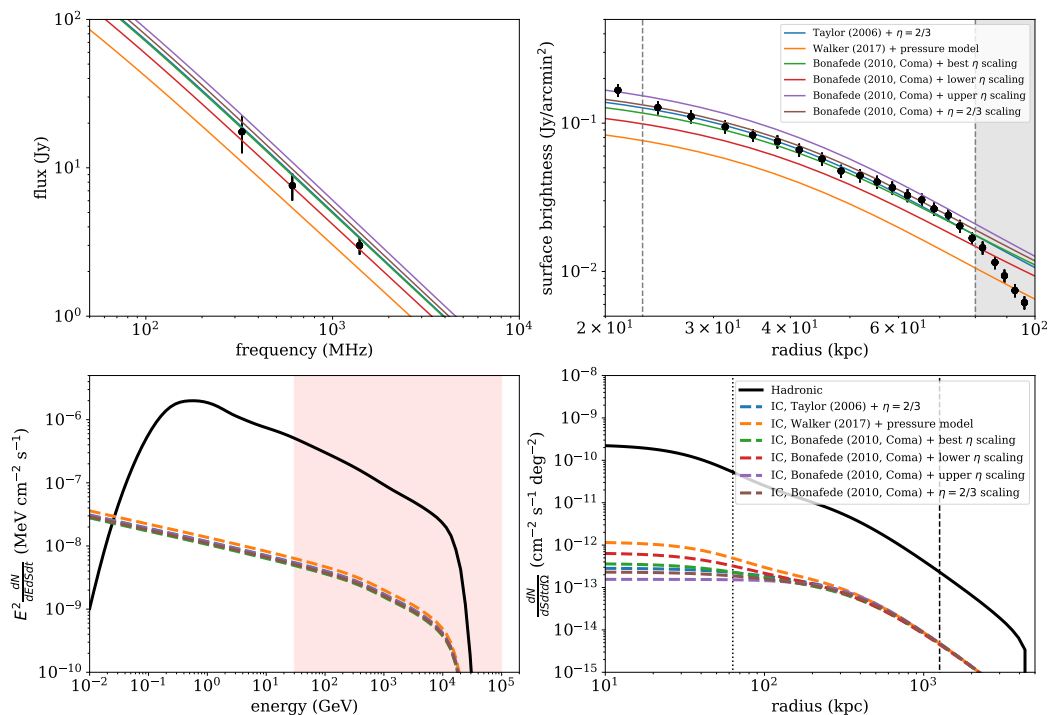 flux (Jy)
10²
10¹
10⁰
10²
10³
10⁴
frequency (MHz)
surface brightness (Jy/arcmin²)
10⁻¹
10⁻²
Taylor (2006) + η = 2/3
Walker (2017) + pressure model
Bonafede (2010, Coma) + best η scaling
Bonafede (2010, Coma) + lower η scaling
Bonafede (2010, Coma) + upper η scaling
Bonafede (2010, Coma) + η = 2/3 scaling
2 × 10¹
3 × 10¹
4 × 10¹
6 × 10¹
10²
radius (kpc)
E² dN/dEdSdt (MeV cm⁻² s⁻¹)
10⁻⁶
10⁻⁷
10⁻⁸
10⁻⁹
10⁻¹⁰
10⁻²
10⁻¹
10⁰
10¹
10²
10³
10⁴
10⁵
energy (GeV)
dN/dSdtdΩ (cm⁻² s⁻¹ deg⁻²)
10⁻⁸
10⁻⁹
10⁻¹⁰
10⁻¹¹
10⁻¹²
10⁻¹³
10⁻¹⁴
10⁻¹⁵
Hadronic
IC, Taylor (2006) + η = 2/3
IC, Walker (2017) + pressure model
IC, Bonafede (2010, Coma) + best η scaling
IC, Bonafede (2010, Coma) + lower η scaling
IC, Bonafede (2010, Coma) + upper η scaling
IC, Bonafede (2010, Coma) + η = 2/3 scaling
10¹
10²
10³
radius (kpc)